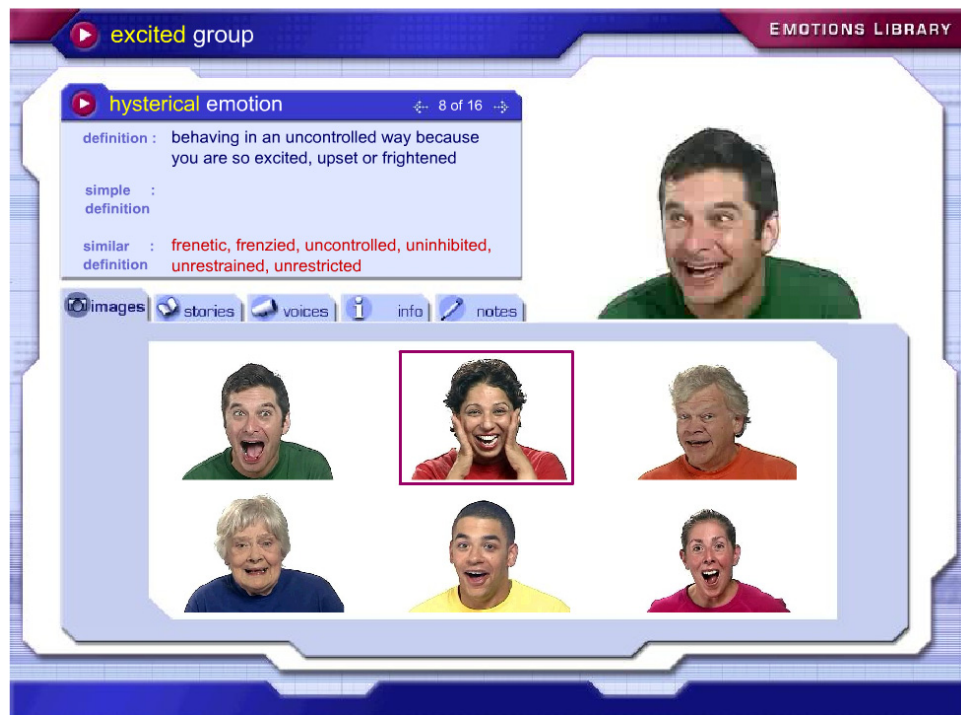 excited group
EMOTIONS LIBRARY
hysterical emotion
8 of 16
definition : behaving in an uncontrolled way because
you are so excited, upset or frightened
simple :
definition
similar : frenetic, frenzied, uncontrolled, uninhibited,
definition unrestrained, unrestricted
images stories voices i info notes